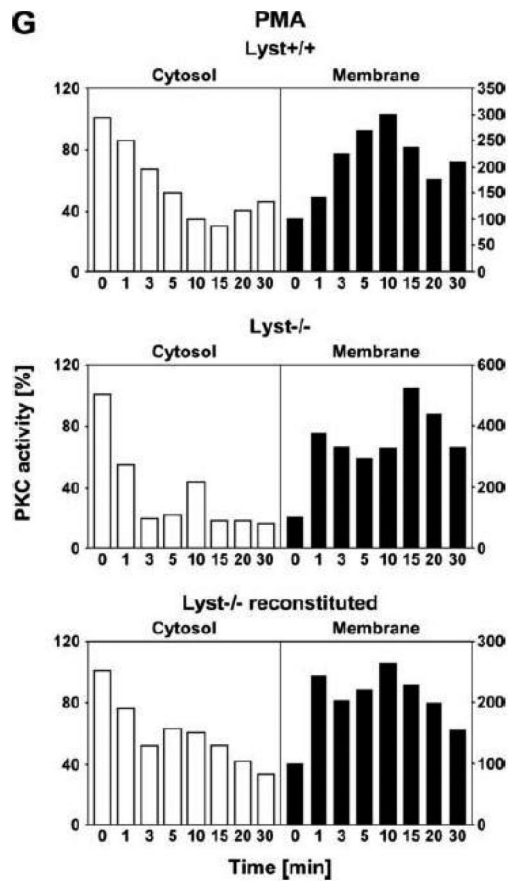 G
PMA
Lyst+/+
Cytosol Membrane
120 350
300
80 250
200
40 150
100
50
0 0
0 1 3 5 10 15 20 30 0 1 3 5 10 15 20 30
Lyst-/-
Cytosol Membrane
120 600
80 400
40 200
0 0
0 1 3 5 10 15 20 30 0 1 3 5 10 15 20 30
PKC activity [%]
Lyst-/- reconstituted
Cytosol Membrane
120 300
80 200
40 100
0 0
0 1 3 5 10 15 20 30 0 1 3 5 10 15 20 30
Time [min]